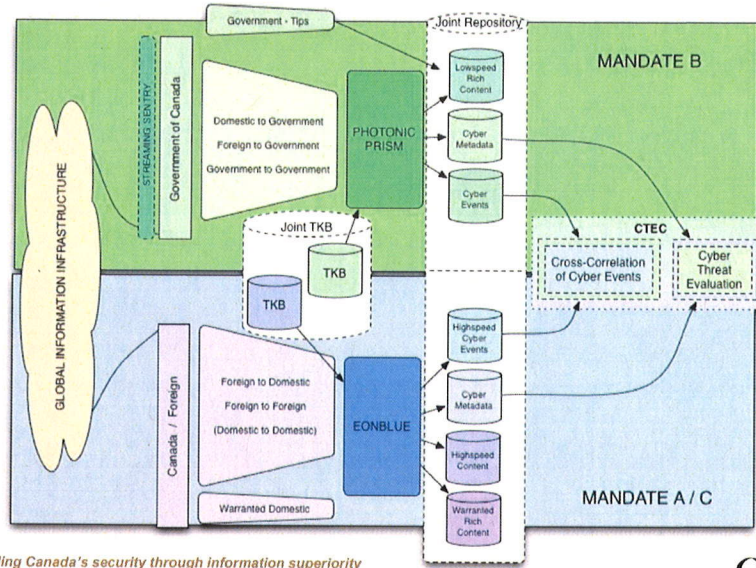 Government - Tips
Joint Repository
MANDATE B
GLOBAL INFORMATION INFRASTRUCTURE
STREAMING SENTRY
Government of Canada
Domestic to Government
Foreign to Government
Government to Government
PHOTONIC
PRISM
Lowspeed
Rich
Content
Cyber
Metadata
Cyber
Events
Joint TKB
TKB
TKB
CTEC
Cross-Correlation
of Cyber Events
Cyber
Threat
Evaluation
Canada / Foreign
Foreign to Domestic
Foreign to Foreign
(Domestic to Domestic)
Warranted Domestic
EONBLUE
Highspeed
Cyber
Events
Cyber
Metadata
Highspeed
Content
Warranted
Rich
Content
MANDATE A / C
Canada's security through information superiority